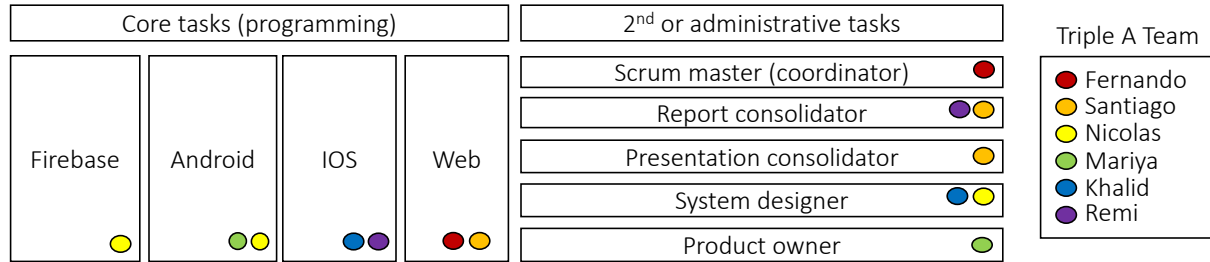 Core tasks (programming)
2nd or administrative tasks
Triple A Team
Firebase
Android
IOS
Web
Scrum master (coordinator)
Report consolidator
Presentation consolidator
System designer
Product owner
Fernando
Santiago
Nicolas
Mariya
Khalid
Remi